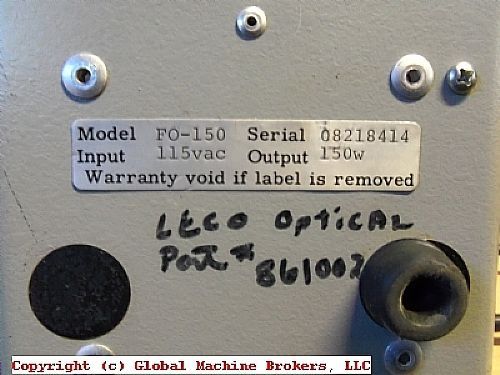 Model FO-150 Serial 08218414
Input 115vac Output 150w
Warranty void if label is removed
LECO OPTICAL
Part # 861002
Copyright (c) Global Machine Brokers, LLC